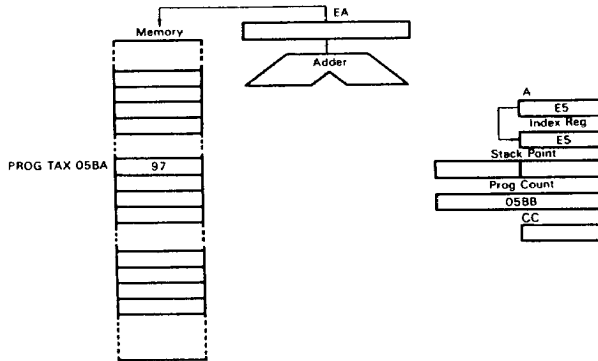 EA
Memory
Adder
A
E5
Index Reg
E5
Stack Point
PROG TAX 05BA 97
Prog Count
05BB
CC